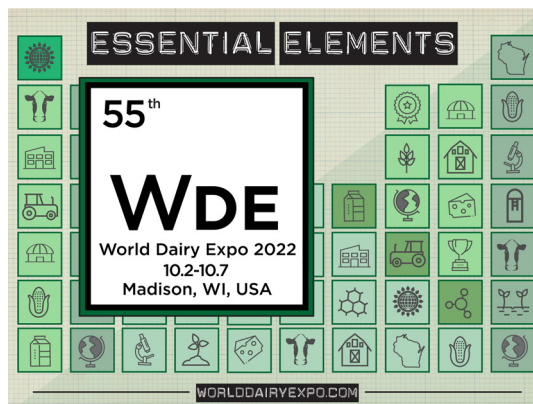 ESSENTIAL ELEMENTS
55th
WDE
World Dairy Expo 2022
10.2-10.7
Madison, WI, USA
WORLDDAIRYEXPO.COM